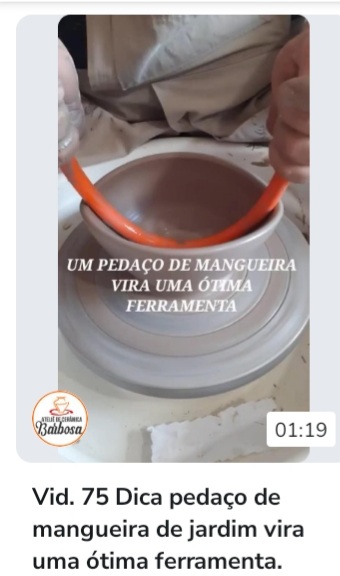 UM PEDAÇO DE MANGUEIRA
VIRA UMA ÓTIMA
FERRAMENTA
ATELIÊ DE CERÂMICA
Barbosa
01:19
Vid. 75 Dica pedaço de
mangueira de jardim vira
uma ótima ferramenta.